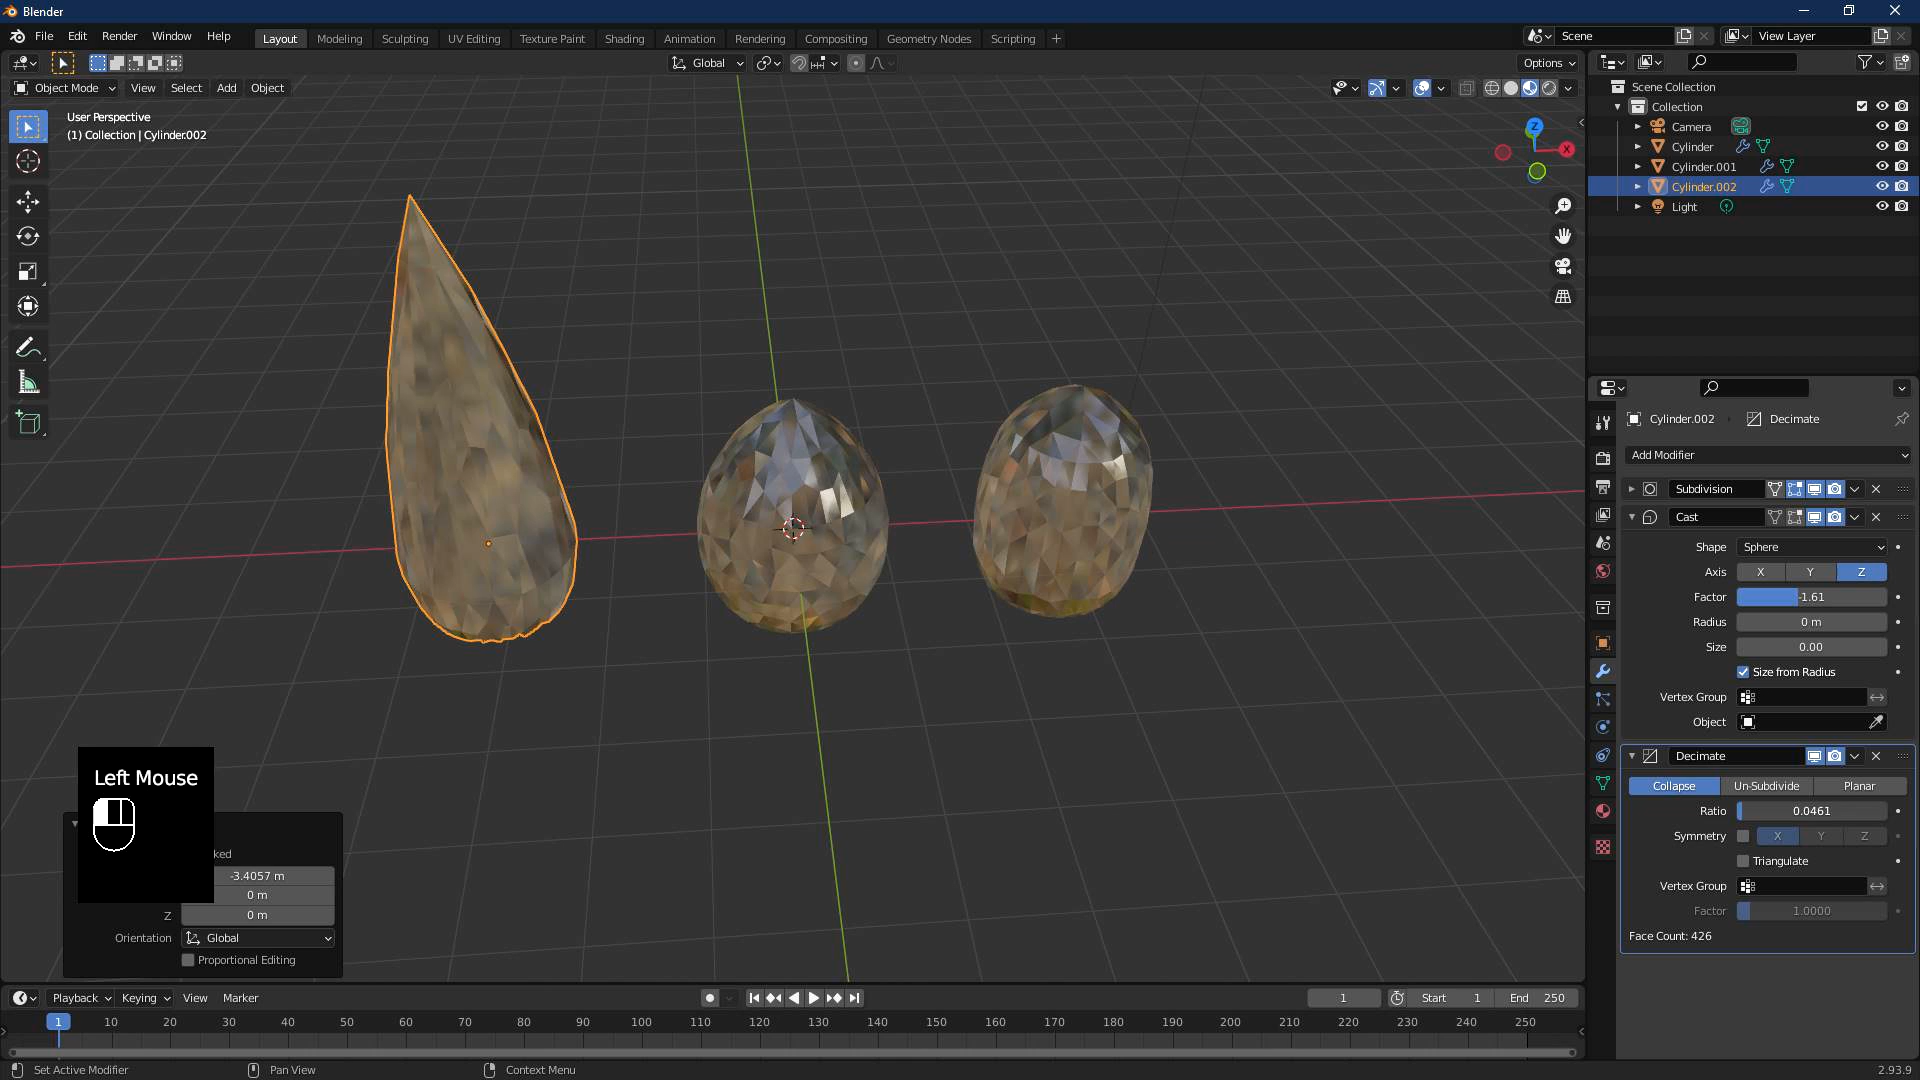 Blender
File Edit Render Window Help
Layout Modeling Sculpting UV Editing Texture Paint Shading Animation Rendering Compositing Geometry Nodes Scripting +
Scene
View Layer
Global
Options
Object Mode View Select Add Object
User Perspective
(1) Collection | Cylinder.002
Z
X
Scene Collection
Collection
Camera
Cylinder
Cylinder.001
Cylinder.002
Light
Cylinder.002 Decimate
Add Modifier
Subdivision
Cast
Shape Sphere
Axis X Y Z
Factor -1.61
Radius 0 m
Size 0.00
Size from Radius
Vertex Group
Object
Decimate
Collapse Un-Subdivide Planar
Ratio 0.0461
Symmetry X Y Z
Triangulate
Vertex Group
Factor 1.0000
Face Count: 426
Left Mouse
ked
-3.4057 m
0 m
Z 0 m
Orientation Global
Proportional Editing
Playback Keying View Marker
1 Start 1 End 250
1 10 20 30 40 50 60 70 80 90 100 110 120 130 140 150 160 170 180 190 200 210 220 230 240 250
Set Active Modifier Pan View Context Menu 2.93.9